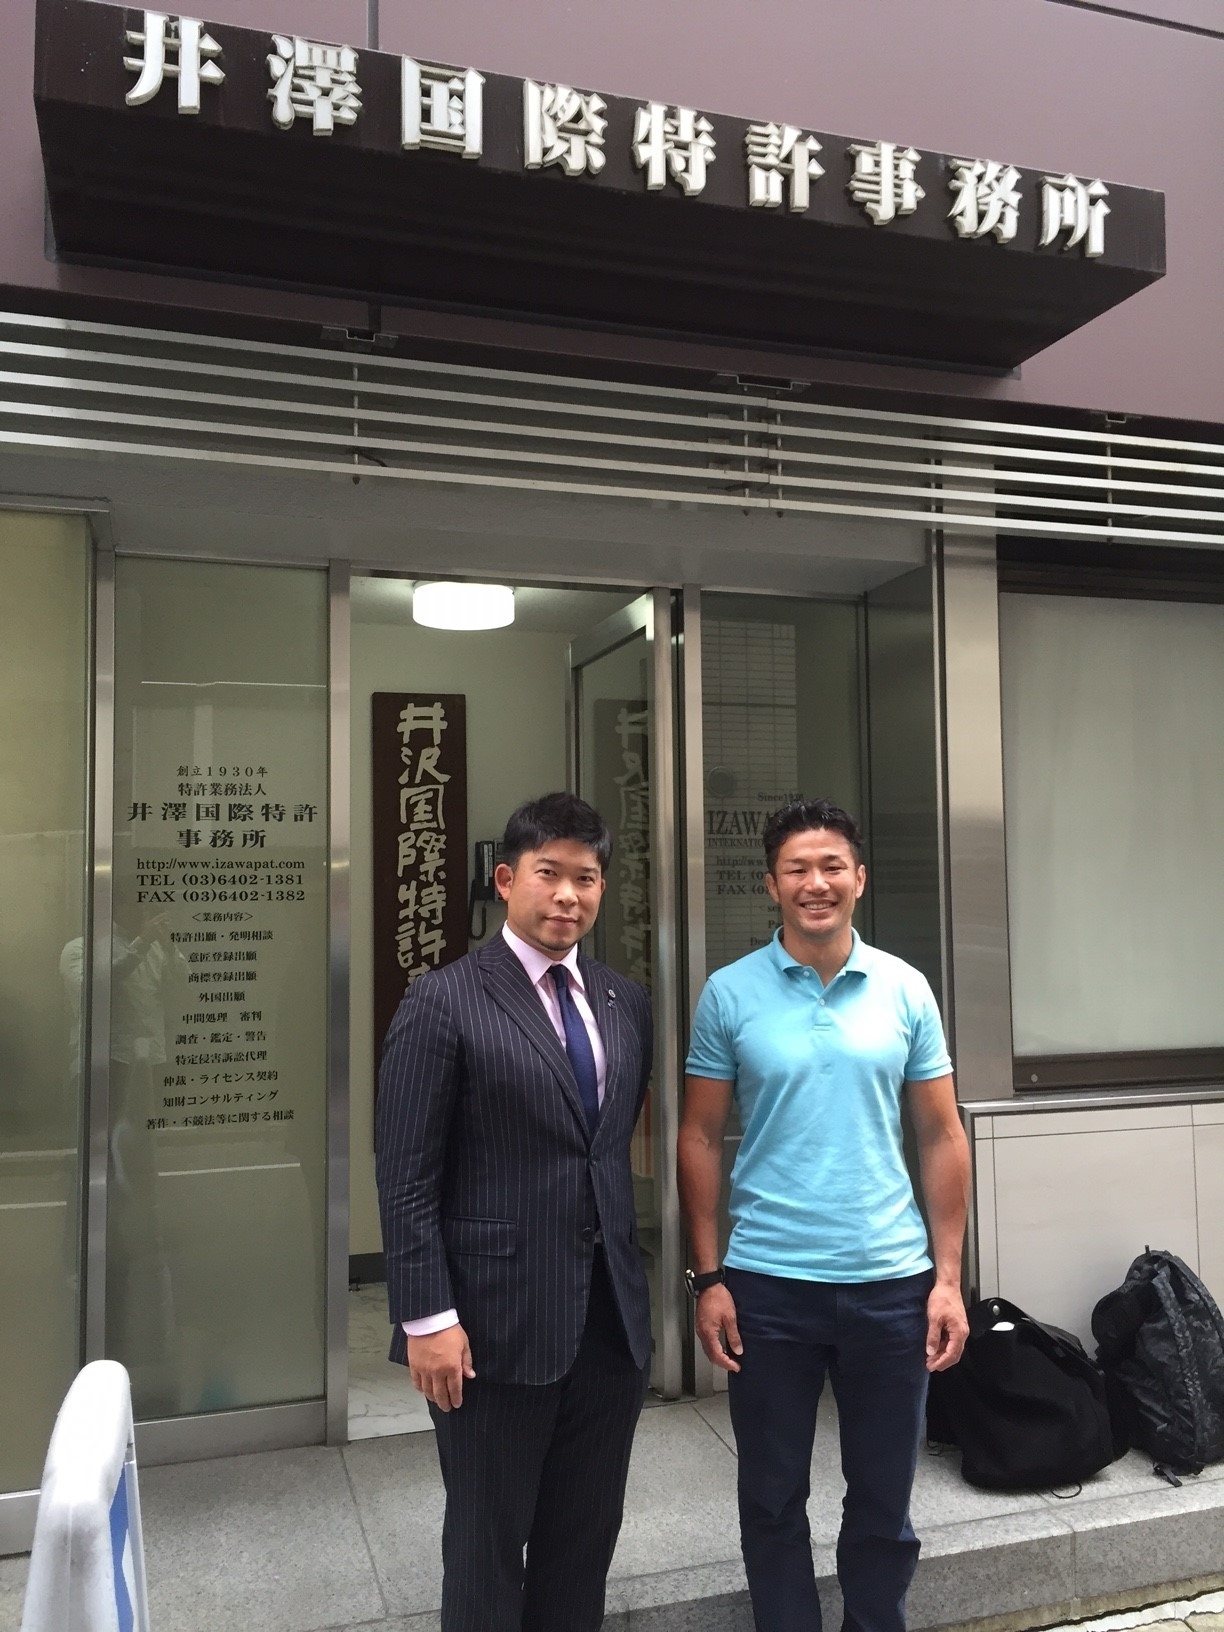 井澤国際特許事務所
創立1930年
特許業務法人
井澤国際特許
事務所
http://www.izawapat.com
TEL (03)6402-1381
FAX (03)6402-1382
<業務内容>
特許出願・発明相談
意匠登録出願
商標登録出願
外国出願
中間処理 審判
調査・鑑定・警告
特定侵害訴訟代理
仲裁・ライセンス契約
知財コンサルティング
著作・不競法等に関する相談
井沢国際特許
Since1930
IZAWA
TEL (0
FAX (0